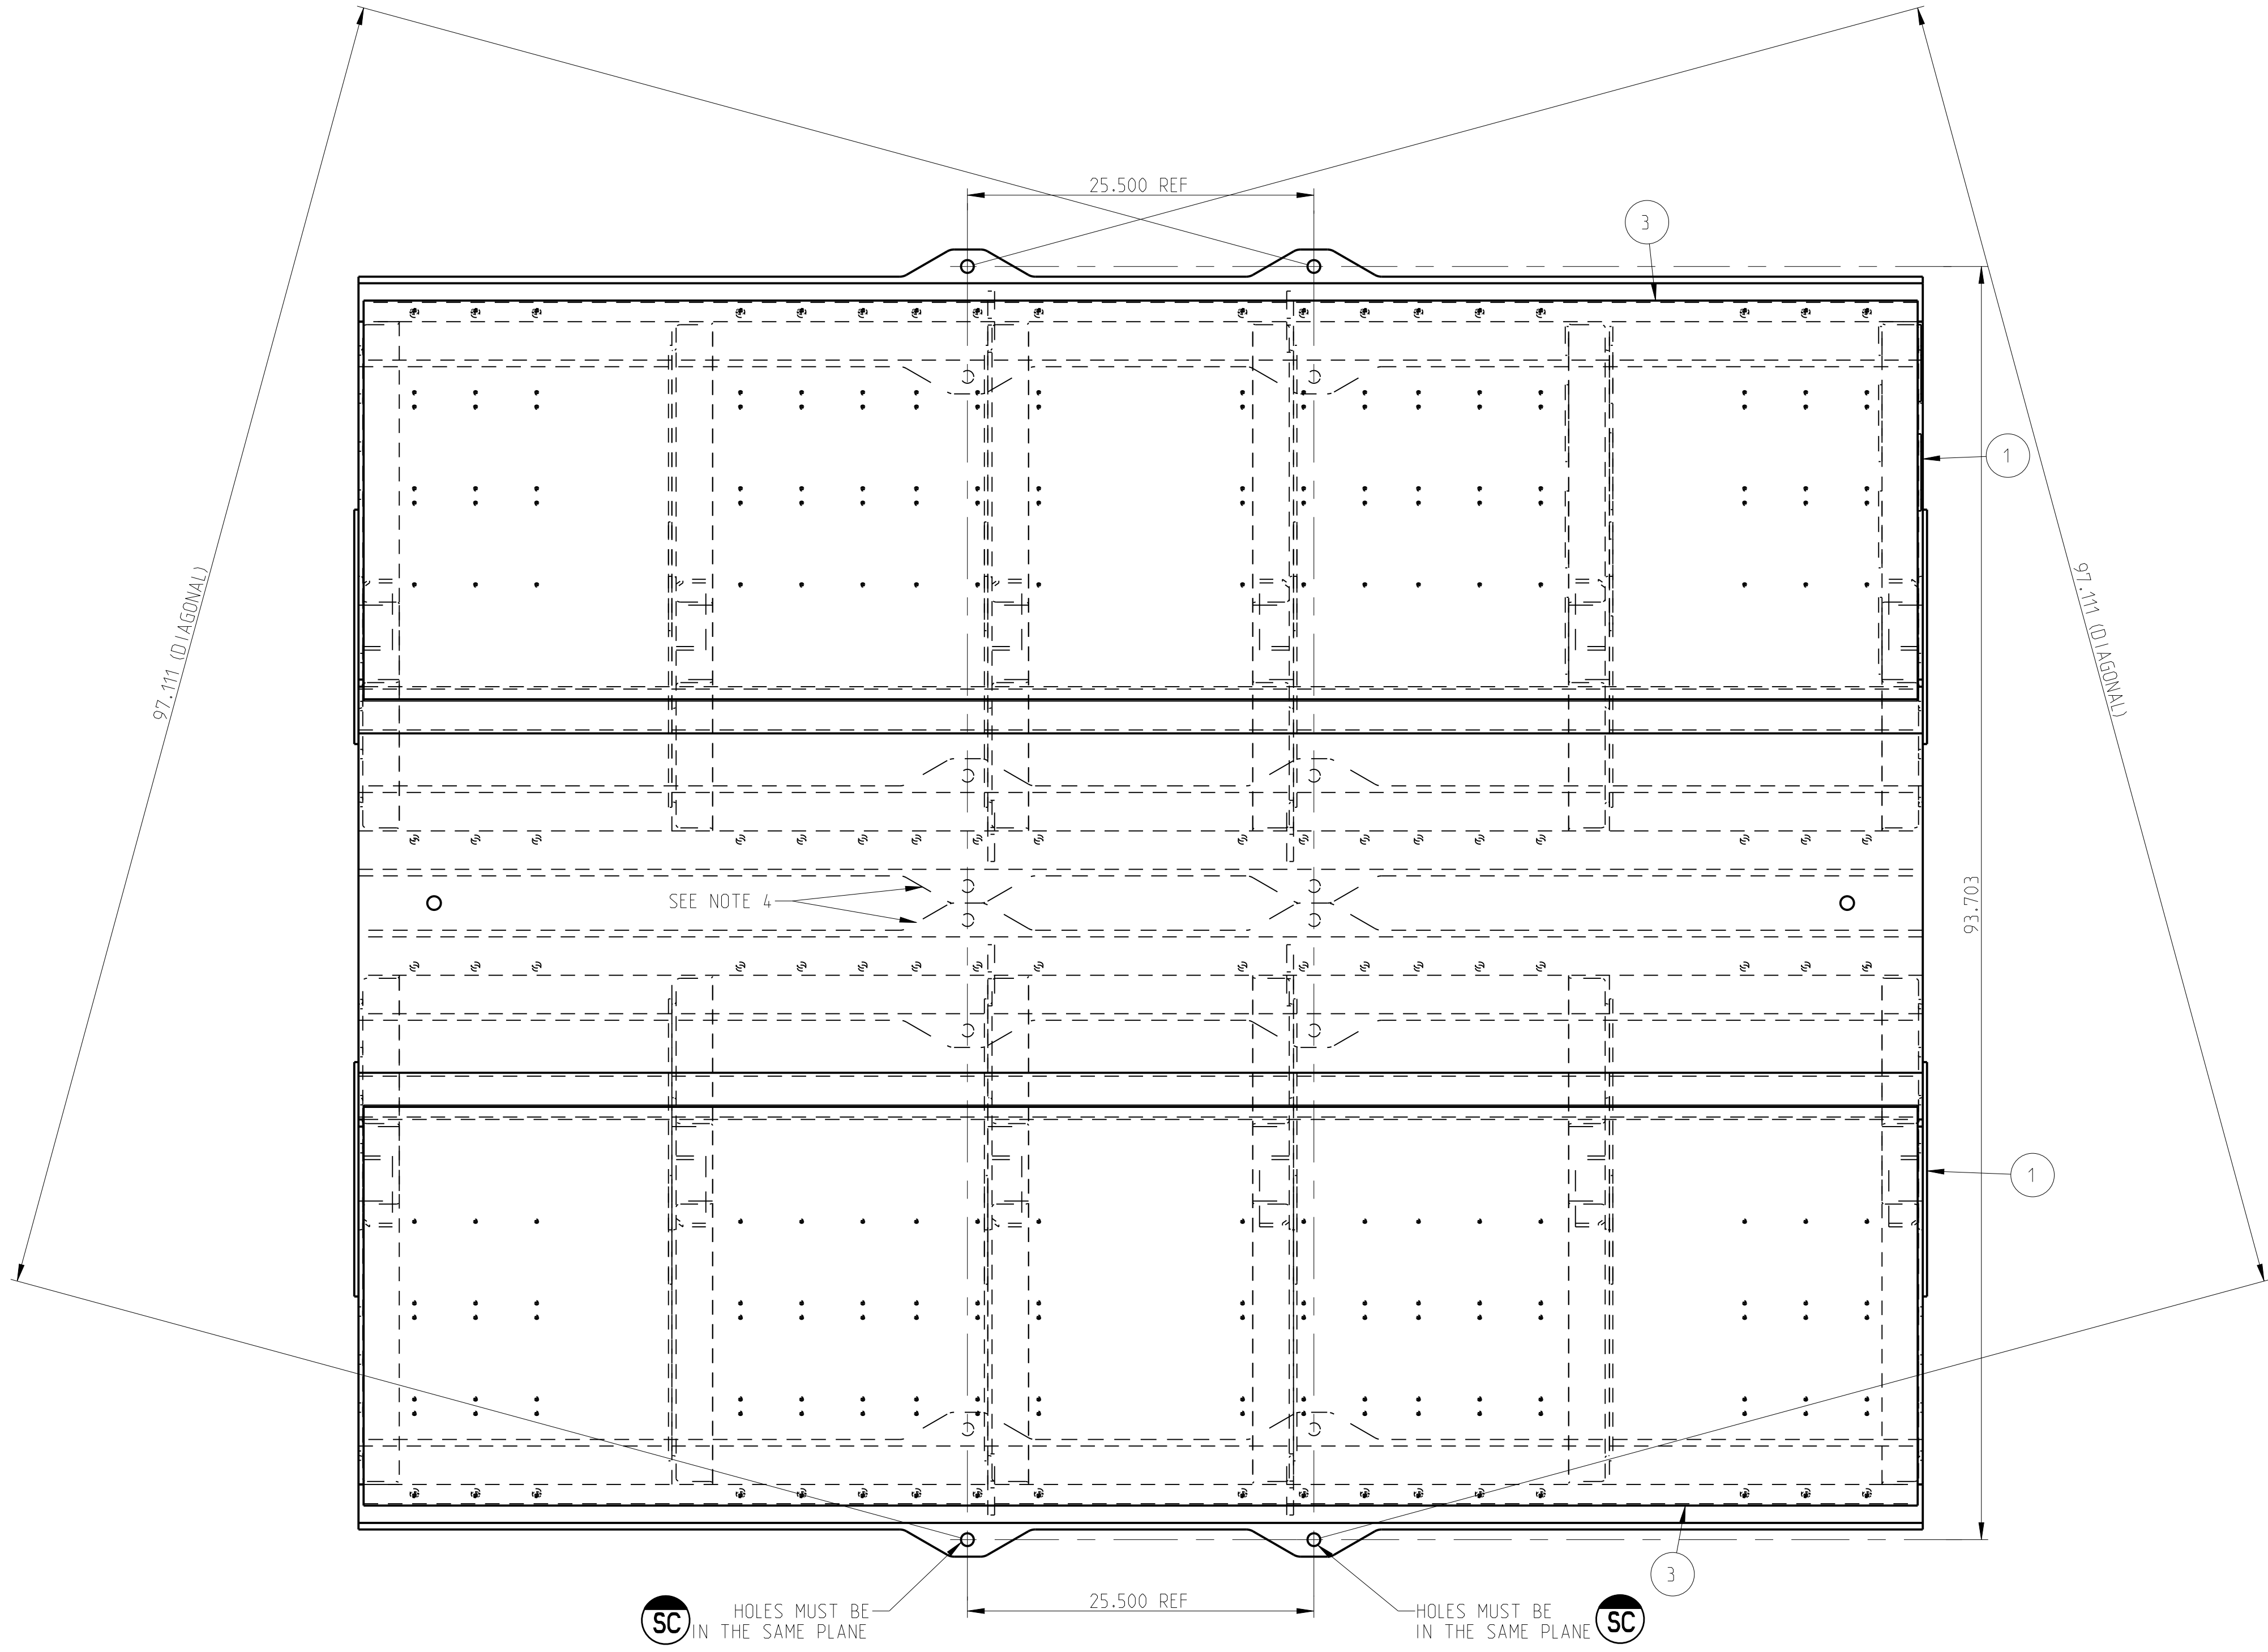 25.500 REF
3
1
97.111 (DIAGONAL)
97.111 (DIAGONAL)
SEE NOTE 4
93.703
1
3
25.500 REF
SC
HOLES MUST BE
IN THE SAME PLANE
HOLES MUST BE
IN THE SAME PLANE
SC